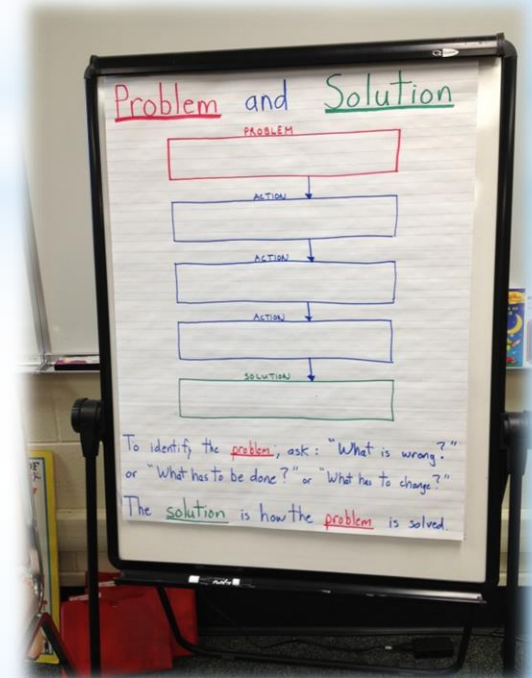 Problem and Solution
PROBLEM
ACTION
ACTION
ACTION
SOLUTION
To identify the problem, ask: "What is wrong?"
or "What has to be done?" or "What has to change?"
The solution is how the problem is solved.